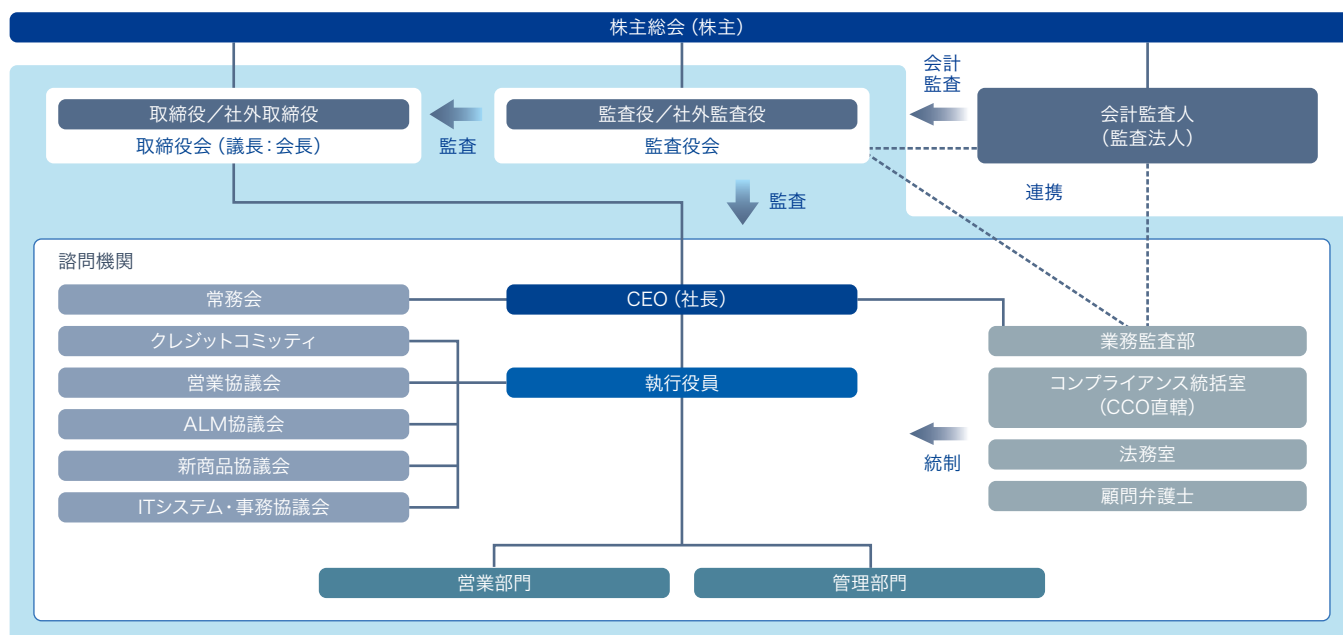 株主総会（株主）
取締役／社外取締役
取締役会（議長：会長）
監査
監査役／社外監査役
監査役会
会計
監査
会計監査人
（監査法人）
連携
監査
諮問機関
常務会
クレジットコミッティ
営業協議会
ALM協議会
新商品協議会
ITシステム・事務協議会
CEO（社長）
執行役員
業務監査部
コンプライアンス統括室
（CCO直轄）
法務室
顧問弁護士
統制
営業部門
管理部門